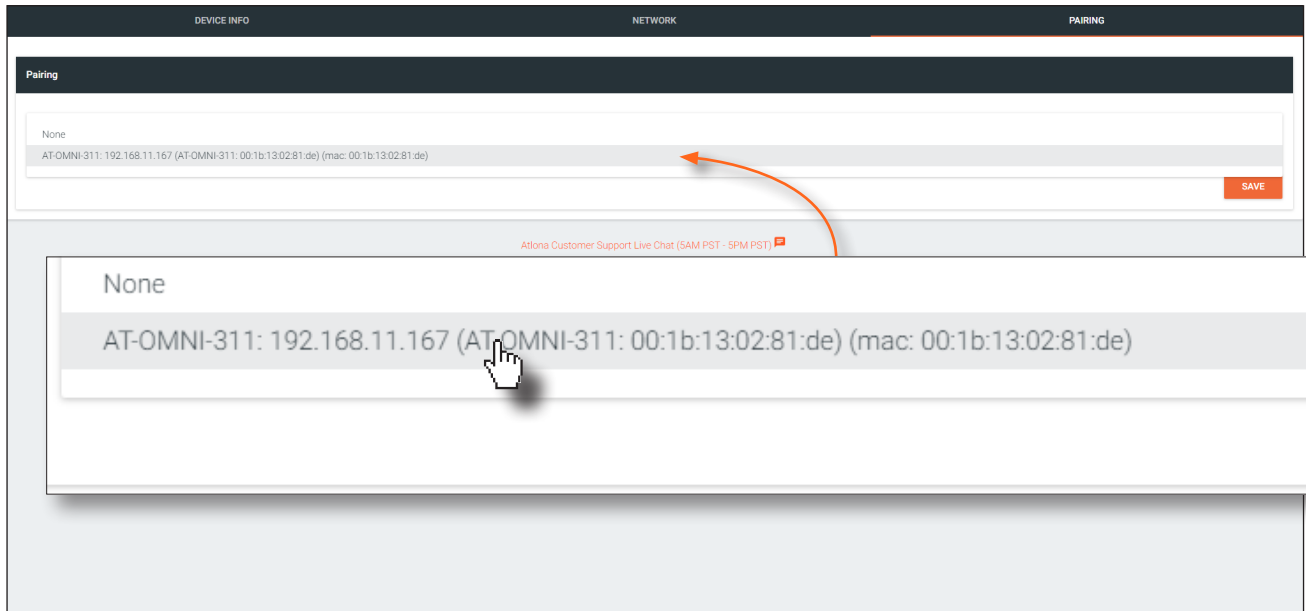 DEVICE INFO NETWORK PAIRING
Pairing
None
AT-OMNI-311: 192.168.11.167 (AT-OMNI-311: 00:1b:13:02:81:de) (mac: 00:1b:13:02:81:de)
SAVE
Atlona Customer Support Live Chat (5AM PST - 5PM PST)
None
AT-OMNI-311: 192.168.11.167 (AT-OMNI-311: 00:1b:13:02:81:de) (mac: 00:1b:13:02:81:de)